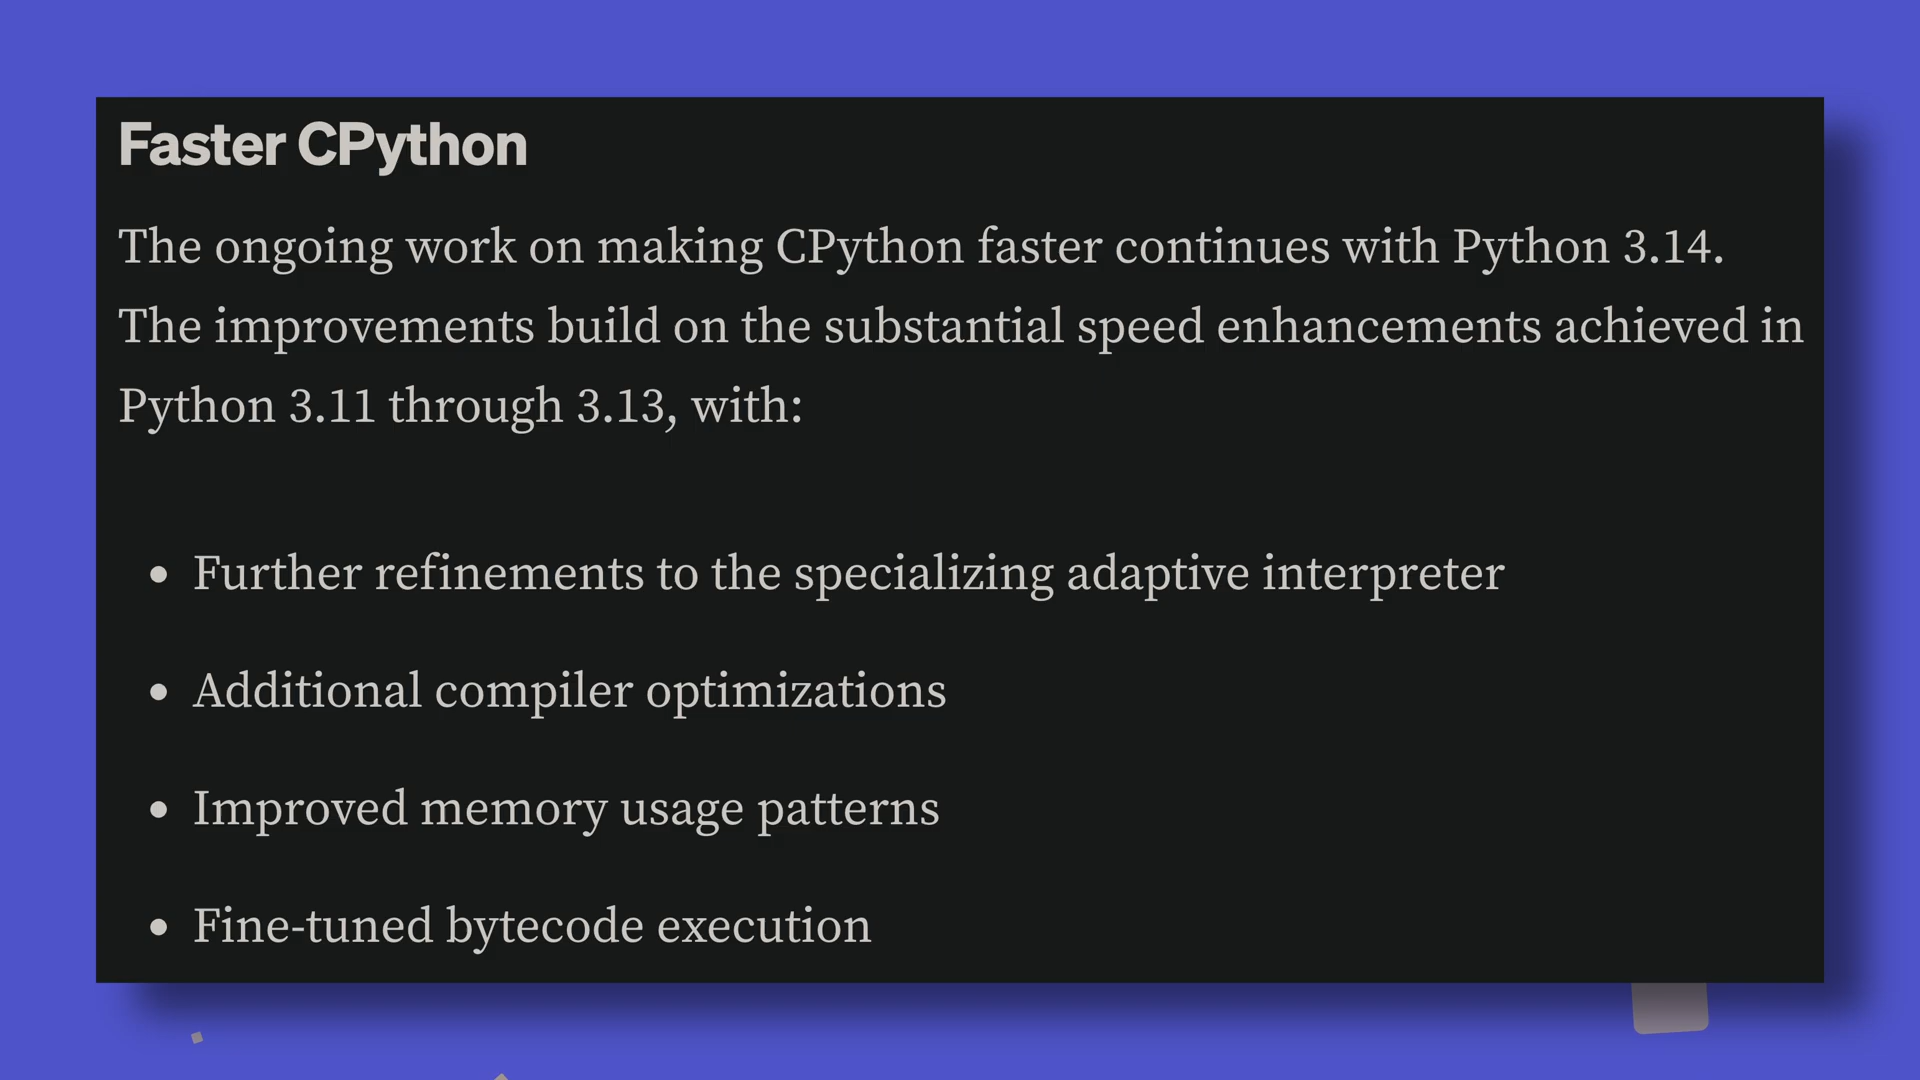 Faster CPython
The ongoing work on making CPython faster continues with Python 3.14.
The improvements build on the substantial speed enhancements achieved in
Python 3.11 through 3.13, with:
• Further refinements to the specializing adaptive interpreter
• Additional compiler optimizations
• Improved memory usage patterns
• Fine-tuned bytecode execution